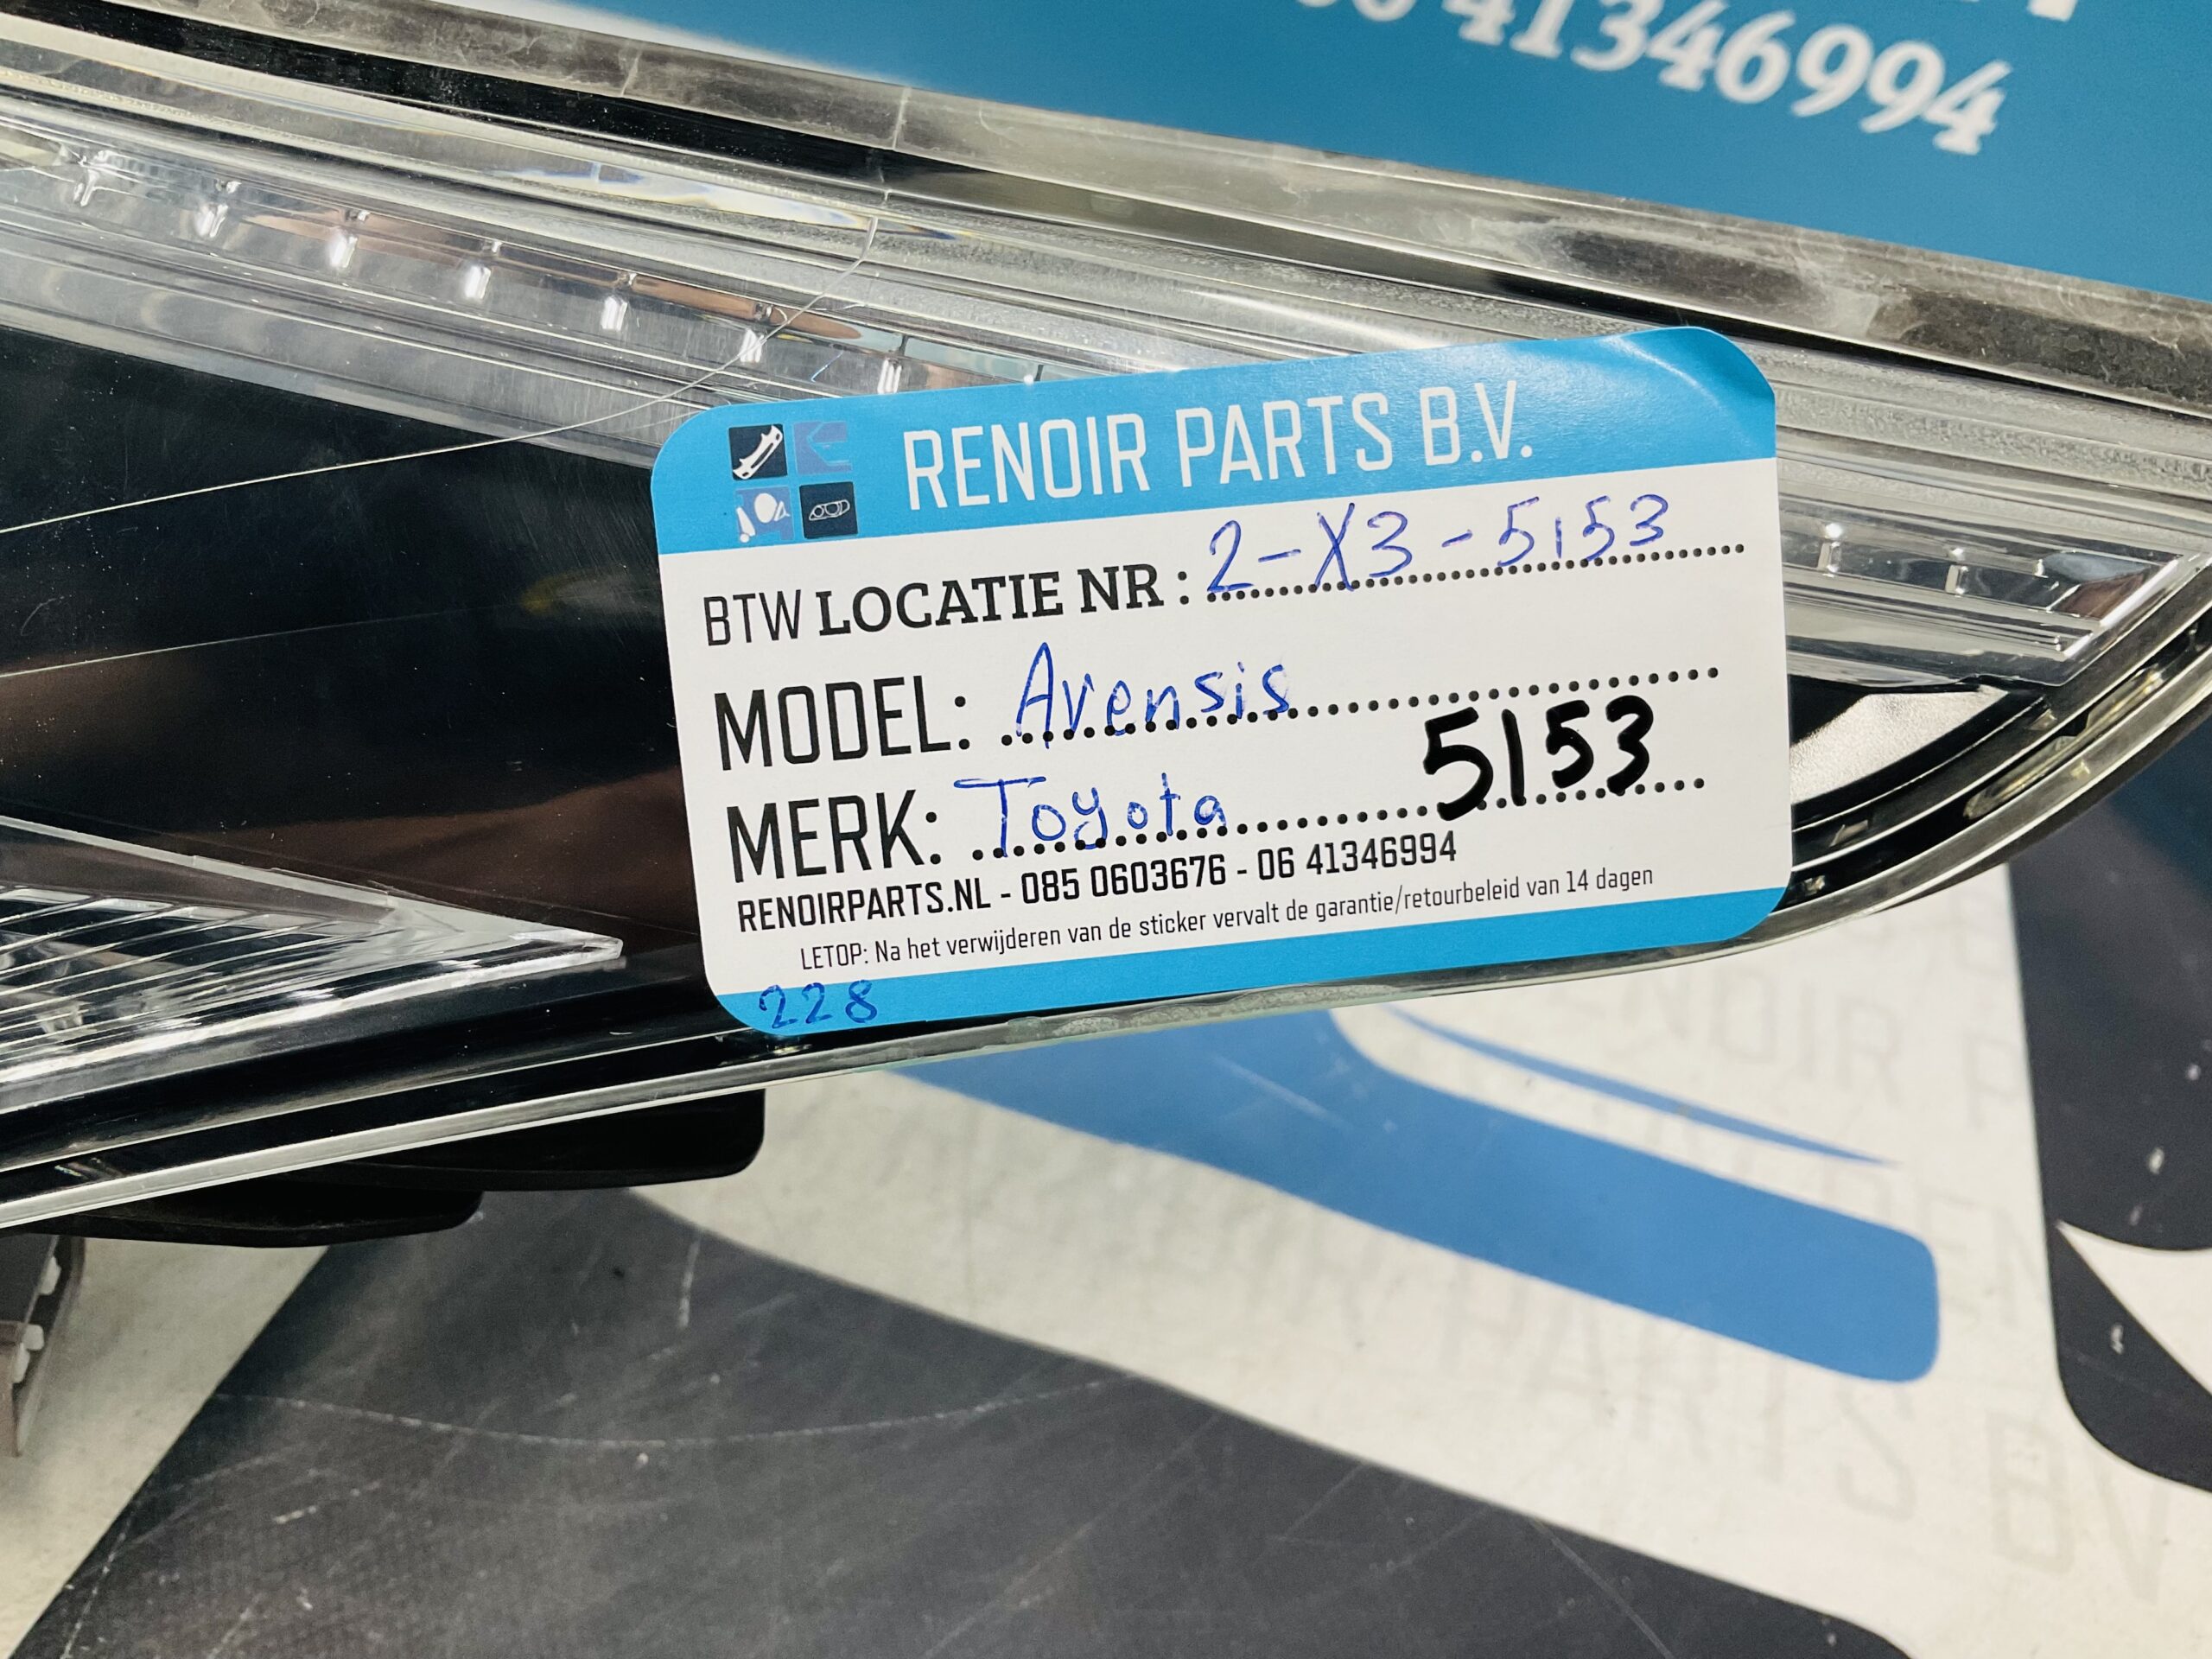 41346994
RENOIR PARTS B.V.
BTW LOCATIE NR : 2-X3-5153
MODEL: Avensis
5153
MERK: Toyota
RENOIRPARTS.NL - 085 0603676 - 06 41346994
LETOP: Na het verwijderen van de sticker vervalt de garantie/retourbeleid van 14 dagen
228